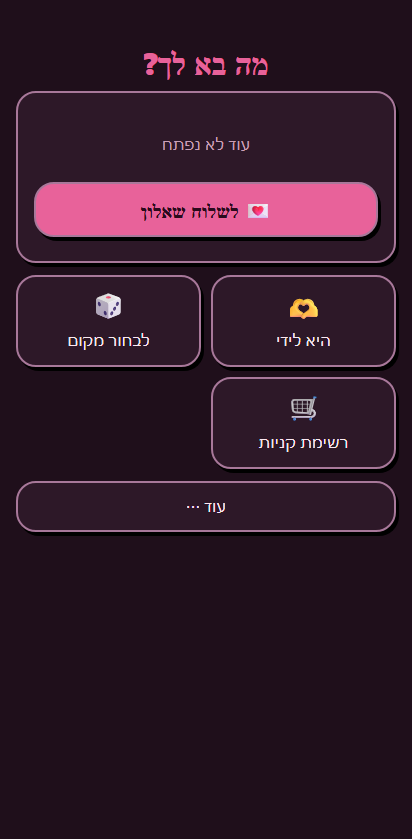 מה בא לך?
עוד לא נפתח
💌 לשלוח שאלון
🫶 היא לידי
🎲 לבחור מקום
🛒 רשימת קניות
עוד ⋯